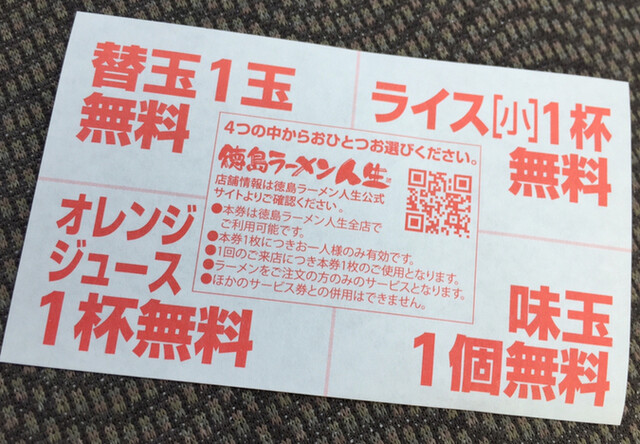 替玉1玉
無料
ライス[小]1杯
無料
4つの中からおひとつお選びください。
徳島ラーメン人生
店舗情報は徳島ラーメン人生公式
サイトよりご確認ください。
●本券は徳島ラーメン人生全店で
ご利用可能です。
●本券1枚につきお一人様のみ有効です。
●1回のご来店につき本券1枚のご使用となります。
●ラーメンをご注文の方のみのサービスとなります。
●ほかのサービス券との併用はできません。
オレンジ
ジュース
1杯無料
味玉
1個無料